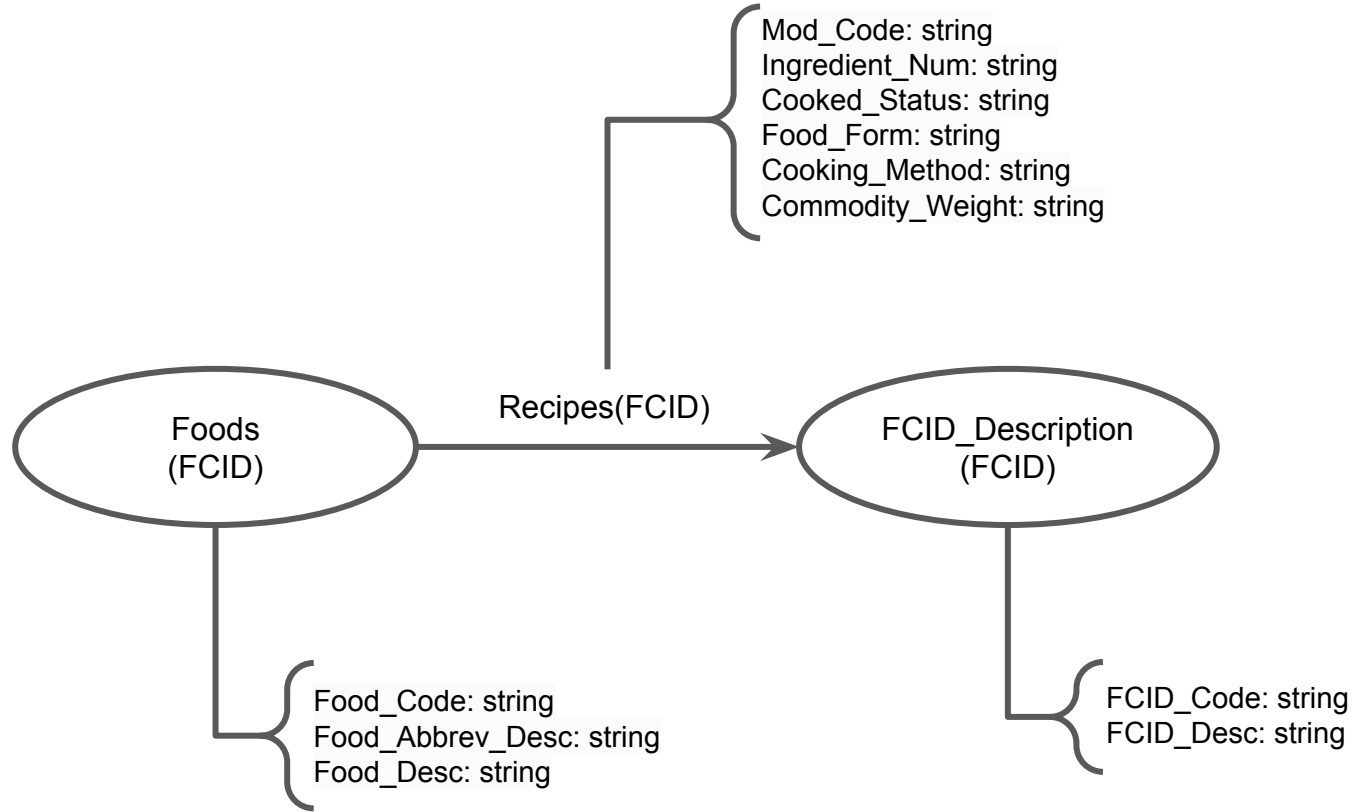 Mod_Code: string
Ingredient_Num: string
Cooked_Status: string
Food_Form: string
Cooking_Method: string
Commodity_Weight: string
Foods
(FCID)
Recipes(FCID)
FCID_Description
(FCID)
Food_Code: string
Food_Abbrev_Desc: string
Food_Desc: string
FCID_Code: string
FCID_Desc: string